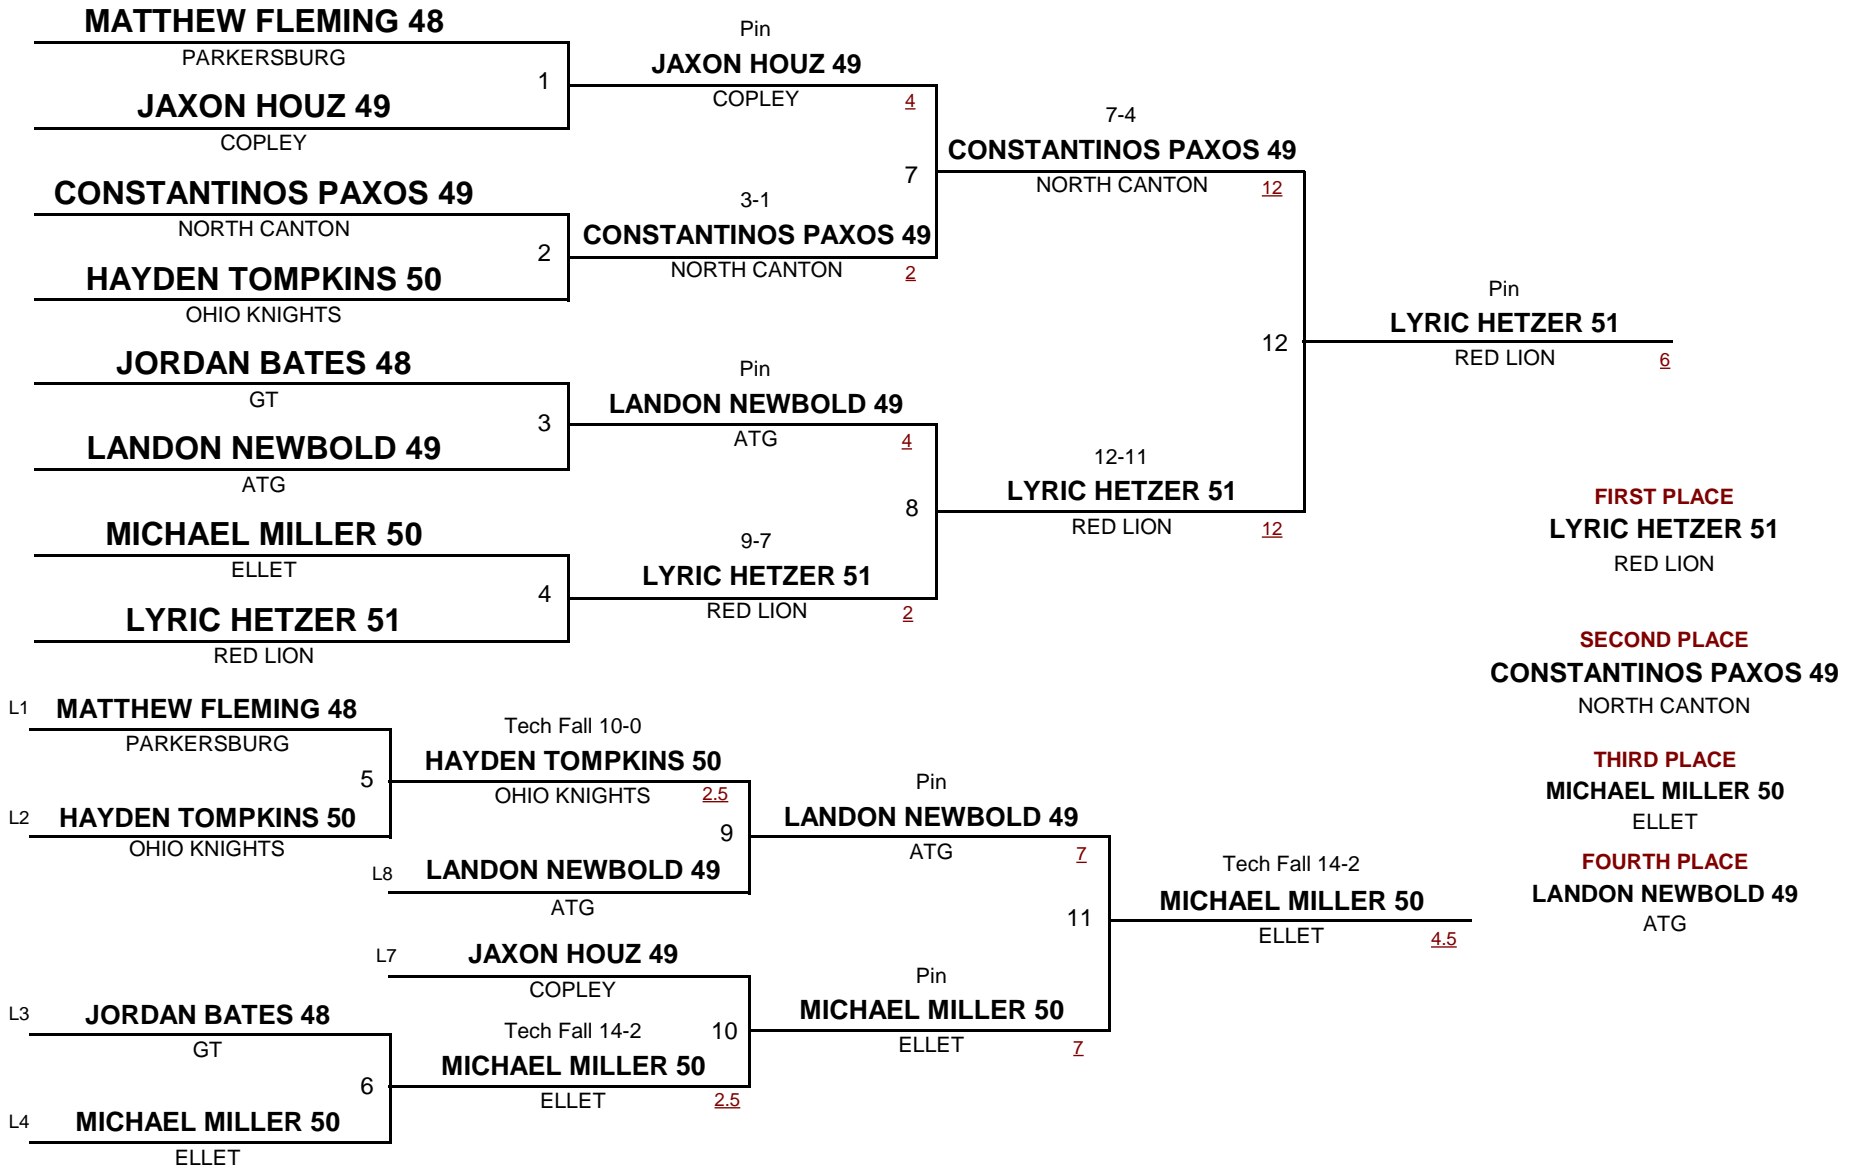 MATTHEW FLEMING 48
PARKERSBURG
1
JAXON HOUZ 49
COPLEY
CONSTANTINOS PAXOS 49
NORTH CANTON
2
HAYDEN TOMPKINS 50
OHIO KNIGHTS
JORDAN BATES 48
GT
3
LANDON NEWBOLD 49
ATG
MICHAEL MILLER 50
ELLET
4
LYRIC HETZER 51
RED LION
Pin
JAXON HOUZ 49
COPLEY 4
7
3-1
CONSTANTINOS PAXOS 49
NORTH CANTON 2
Pin
LANDON NEWBOLD 49
ATG 4
8
9-7
LYRIC HETZER 51
RED LION 2
7-4
CONSTANTINOS PAXOS 49
NORTH CANTON 12
12
12-11
LYRIC HETZER 51
RED LION 12
Pin
LYRIC HETZER 51
RED LION 6
L1 MATTHEW FLEMING 48
PARKERSBURG
5
L2 HAYDEN TOMPKINS 50
OHIO KNIGHTS
L3 JORDAN BATES 48
GT
6
L4 MICHAEL MILLER 50
ELLET
Tech Fall 10-0
HAYDEN TOMPKINS 50
OHIO KNIGHTS 2.5
9
L8 LANDON NEWBOLD 49
ATG
L7 JAXON HOUZ 49
COPLEY
10
Tech Fall 14-2
MICHAEL MILLER 50
ELLET 2.5
Pin
LANDON NEWBOLD 49
ATG 7
11
Pin
MICHAEL MILLER 50
ELLET 7
Tech Fall 14-2
MICHAEL MILLER 50
ELLET 4.5
FIRST PLACE
LYRIC HETZER 51
RED LION
SECOND PLACE
CONSTANTINOS PAXOS 49
NORTH CANTON
THIRD PLACE
MICHAEL MILLER 50
ELLET
FOURTH PLACE
LANDON NEWBOLD 49
ATG